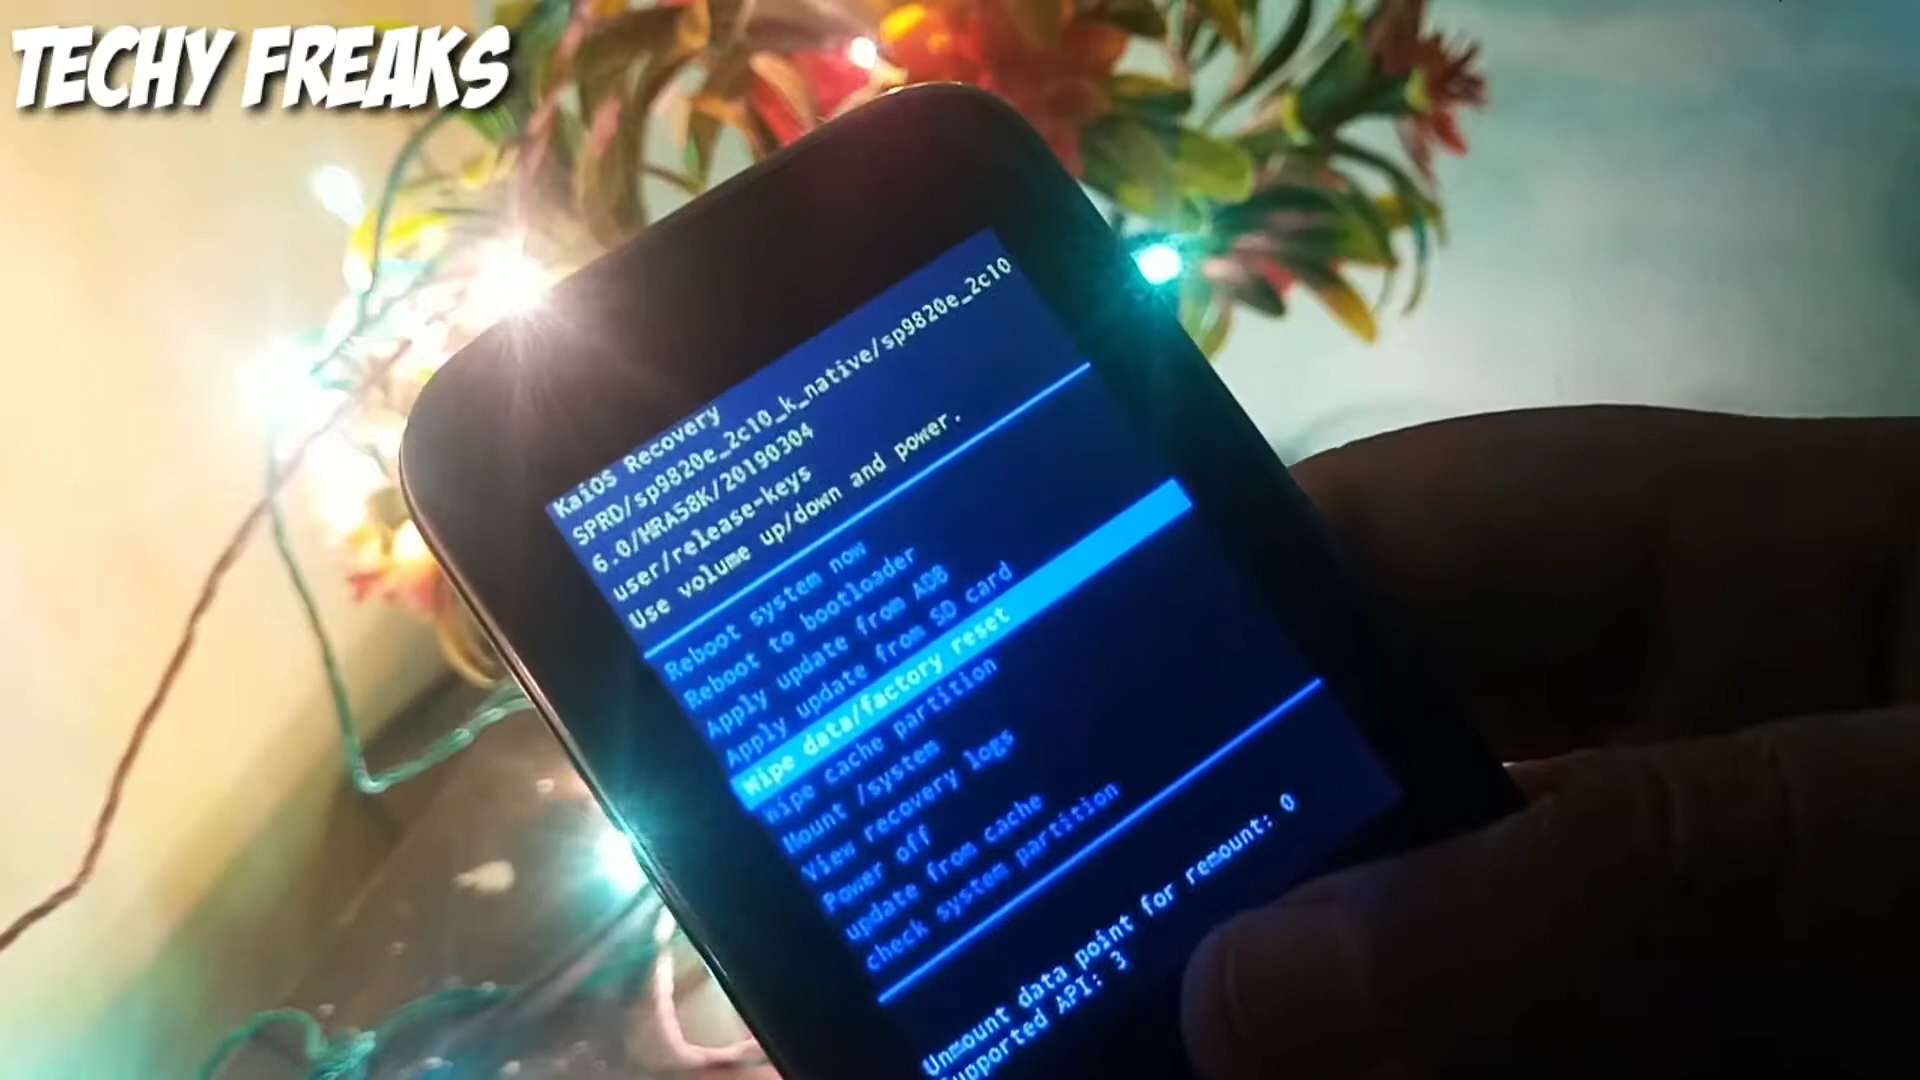 TECHY FREAKS
KaiOS Recovery
SPRD/sp9820e_2c10_k_native/sp9820e_2c10
6.0/MRA58K/20190304
user/release-keys
Use volume up/down and power.
Reboot system now
Reboot to bootloader
Apply update from ADB
Apply update from SD card
Wipe data/factory reset
Wipe cache partition
Mount /system
View recovery logs
Power off
update from cache
check system partition
Unmount data point for remount: 0
Supported API: 3